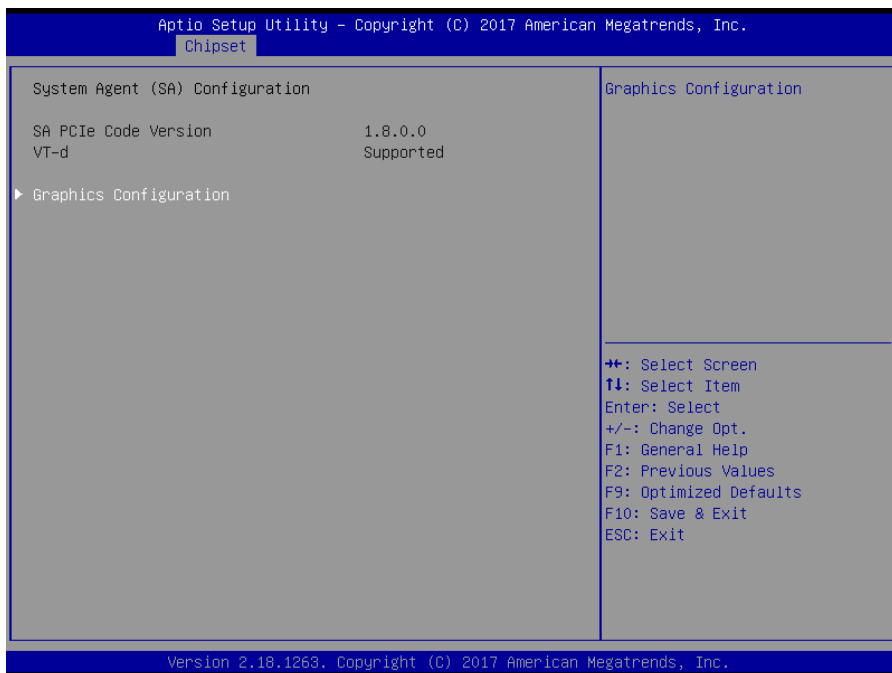 Aptio Setup Utility – Copyright (C) 2017 American Megatrends, Inc.
Chipset
System Agent (SA) Configuration
SA PCIe Code Version 1.8.0.0
VT-d Supported
▶ Graphics Configuration
Graphics Configuration
→←: Select Screen
↑↓: Select Item
Enter: Select
+/-: Change Opt.
F1: General Help
F2: Previous Values
F9: Optimized Defaults
F10: Save & Exit
ESC: Exit
Version 2.18.1263. Copyright (C) 2017 American Megatrends, Inc.